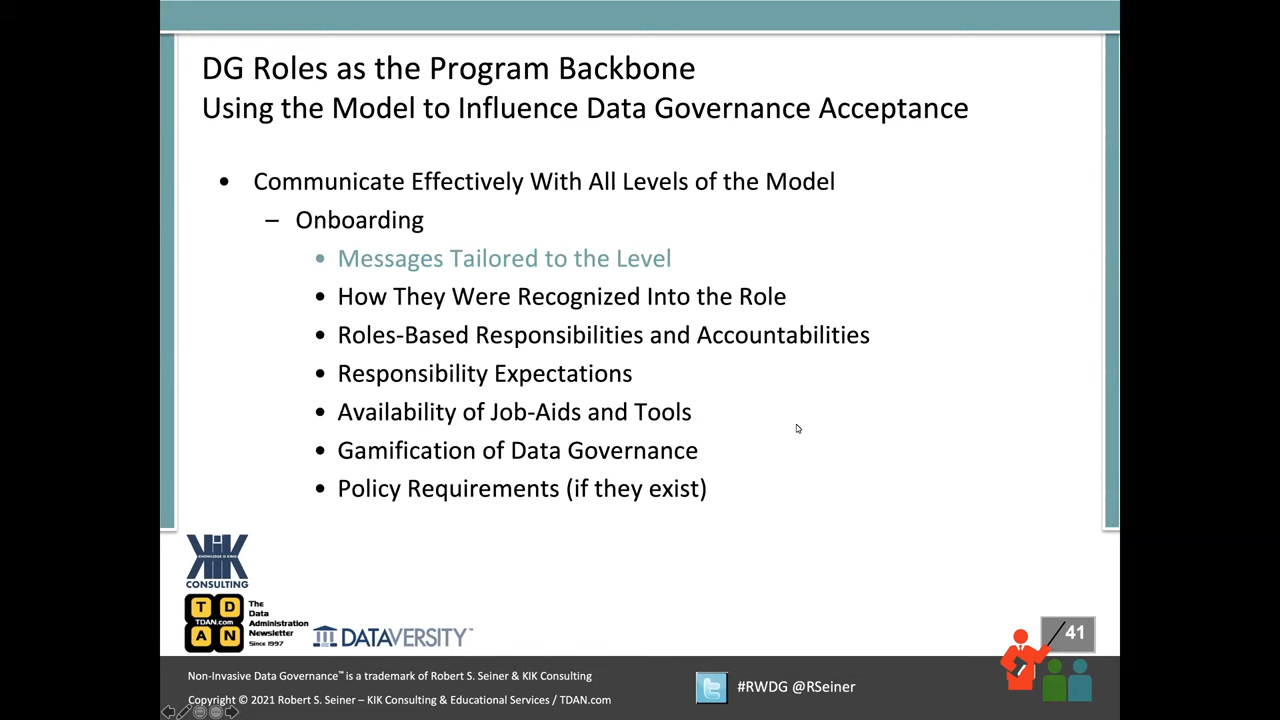 DG Roles as the Program Backbone
Using the Model to Influence Data Governance Acceptance
• Communicate Effectively With All Levels of the Model
– Onboarding
• Messages Tailored to the Level
• How They Were Recognized Into the Role
• Roles-Based Responsibilities and Accountabilities
• Responsibility Expectations
• Availability of Job-Aids and Tools
• Gamification of Data Governance
• Policy Requirements (if they exist)
KIK
KNOWLEDGE IS KING
CONSULTING
T D
TDAN.com
A N
The
Data
Administration
Newsletter
Since 1997
DATAVERSITY™
41
Non-Invasive Data Governance™ is a trademark of Robert S. Seiner & KIK Consulting
Copyright © 2021 Robert S. Seiner – KIK Consulting & Educational Services / TDAN.com
#RWDG @RSeiner